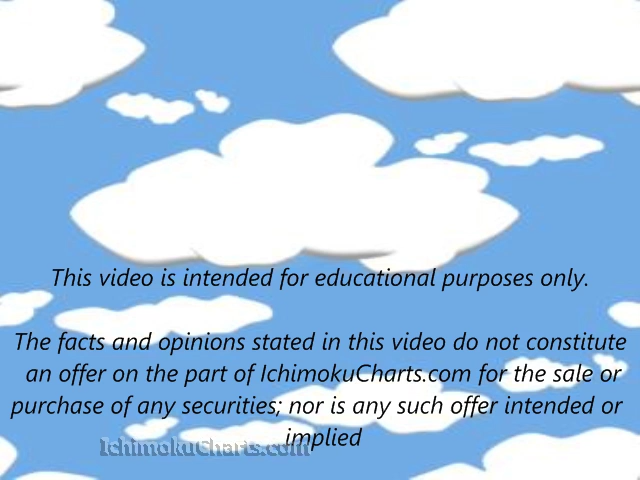 This video is intended for educational purposes only.
The facts and opinions stated in this video do not constitute
an offer on the part of IchimokuCharts.com for the sale or
purchase of any securities; nor is any such offer intended or
implied
IchimokuCharts.com